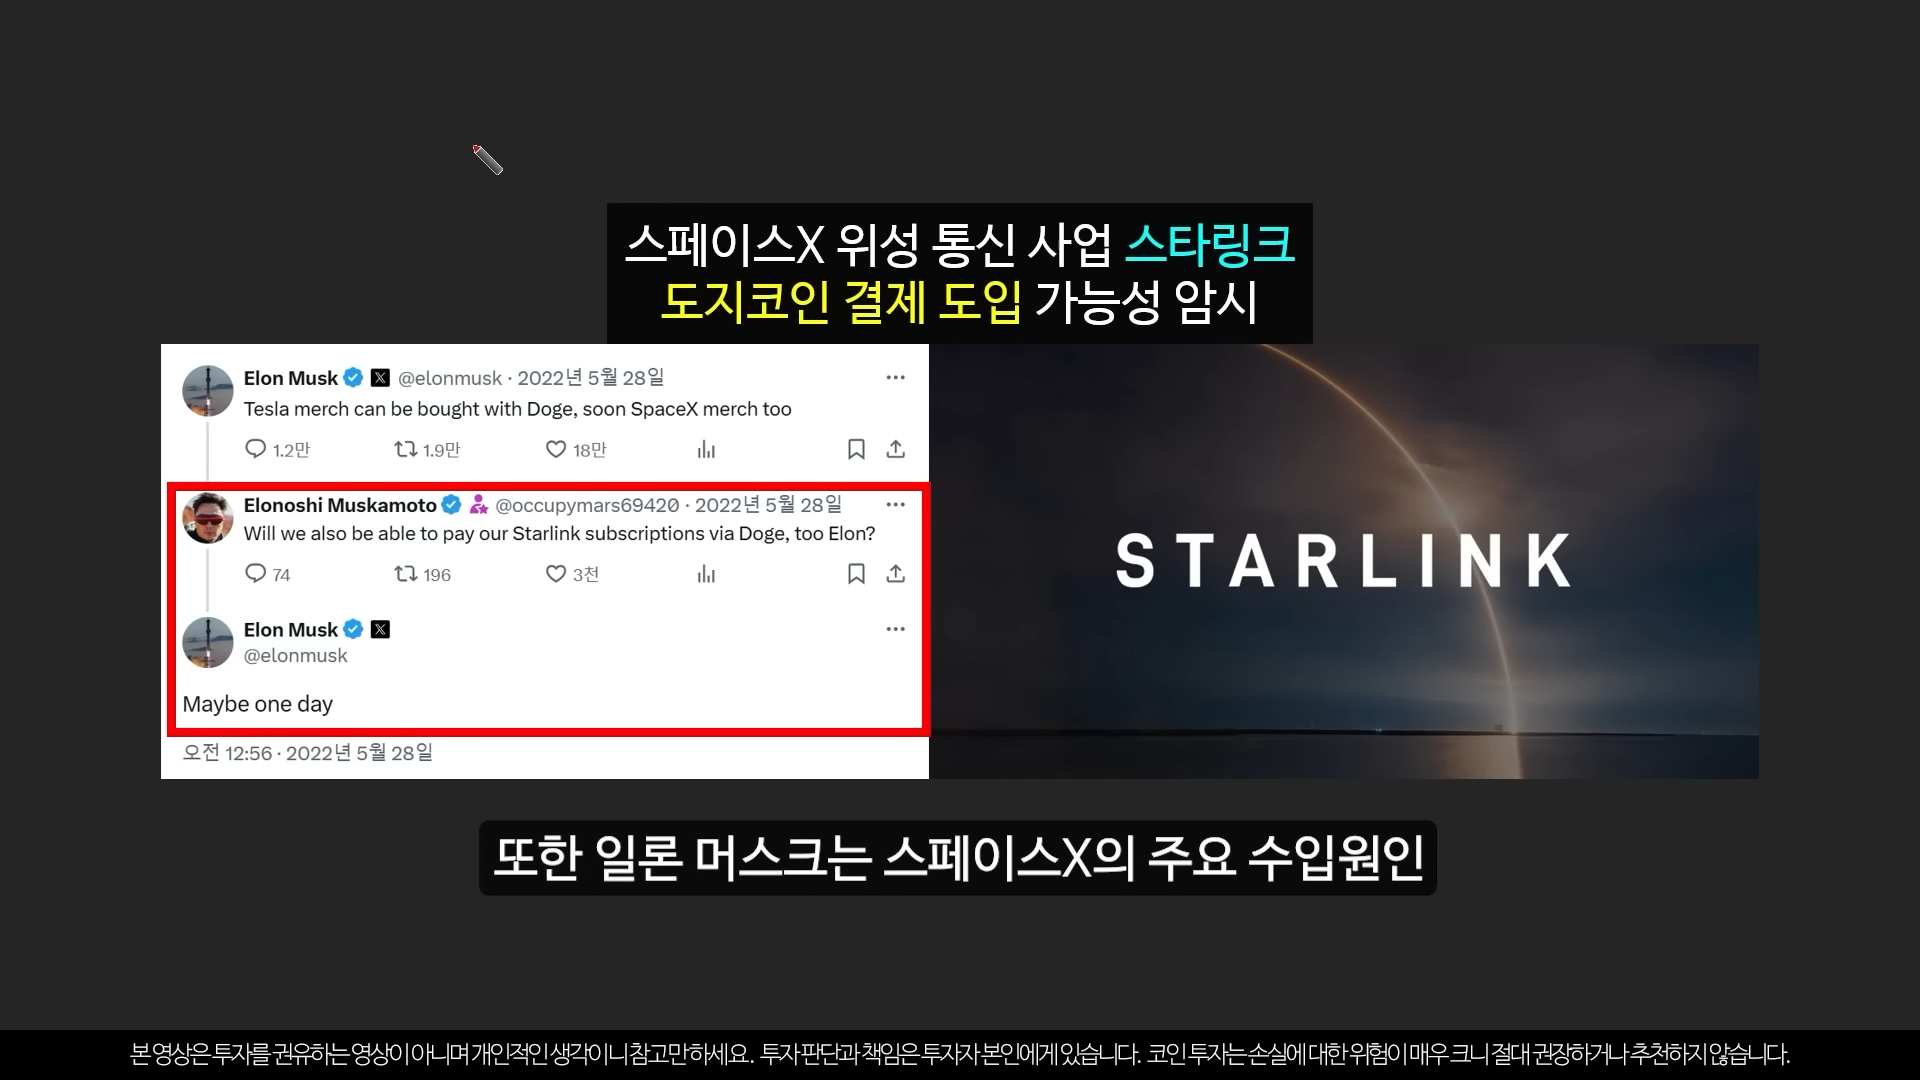 스페이스X 위성 통신 사업 스타링크
도지코인 결제 도입 가능성 암시
Elon Musk X @elonmusk · 2022년 5월 28일
Tesla merch can be bought with Doge, soon SpaceX merch too
1.2만 1.9만 18만
Elonoshi Muskamoto @occupymars69420 · 2022년 5월 28일
Will we also be able to pay our Starlink subscriptions via Doge, too Elon?
74 196 3천
Elon Musk X
@elonmusk
Maybe one day
오전 12:56 · 2022년 5월 28일
STARLINK
또한 일론 머스크는 스페이스X의 주요 수입원인
본 영상은 투자를 권유하는 영상이 아니며 개인적인 생각이니 참고만 하세요. 투자 판단과 책임은 투자자 본인에게 있습니다. 코인 투자는 손실에 대한 위험이 매우 크니 절대 권장하거나 추천하지 않습니다.